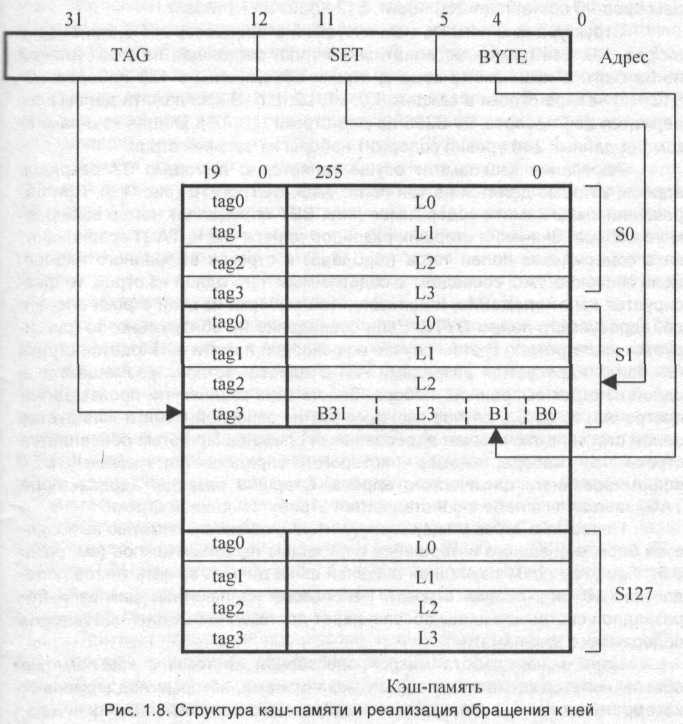 31 12 11 5 4 0
TAG SET BYTE Адрес
19 0 255 0
tag0 L0
tag1 L1
tag2 L2
tag3 L3
S0
tag0 L0
tag1 L1
tag2 L2
tag3 B31 L3 B1 B0
S1
tag0 L0
tag1 L1
tag2 L2
tag3 L3
S127
Кэш-память
Рис. 1.8. Структура кэш-памяти и реализация обращения к ней